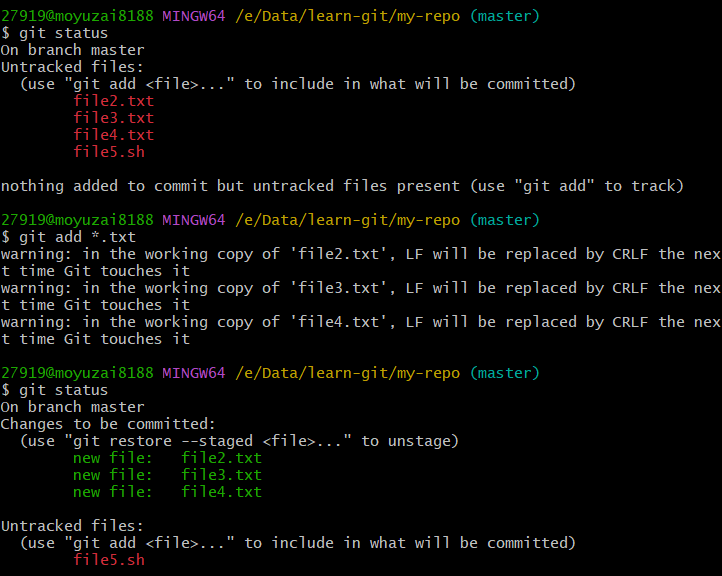 27919@moyuzai8188 MINGW64 /e/Data/learn-git/my-repo (master)
$ git status
On branch master
Untracked files:
  (use "git add <file>..." to include in what will be committed)
        file2.txt
        file3.txt
        file4.txt
        file5.sh

nothing added to commit but untracked files present (use "git add" to track)

27919@moyuzai8188 MINGW64 /e/Data/learn-git/my-repo (master)
$ git add *.txt
warning: in the working copy of 'file2.txt', LF will be replaced by CRLF the nex
t time Git touches it
warning: in the working copy of 'file3.txt', LF will be replaced by CRLF the nex
t time Git touches it
warning: in the working copy of 'file4.txt', LF will be replaced by CRLF the nex
t time Git touches it

27919@moyuzai8188 MINGW64 /e/Data/learn-git/my-repo (master)
$ git status
On branch master
Changes to be committed:
  (use "git restore --staged <file>..." to unstage)
        new file:   file2.txt
        new file:   file3.txt
        new file:   file4.txt

Untracked files:
  (use "git add <file>..." to include in what will be committed)
        file5.sh